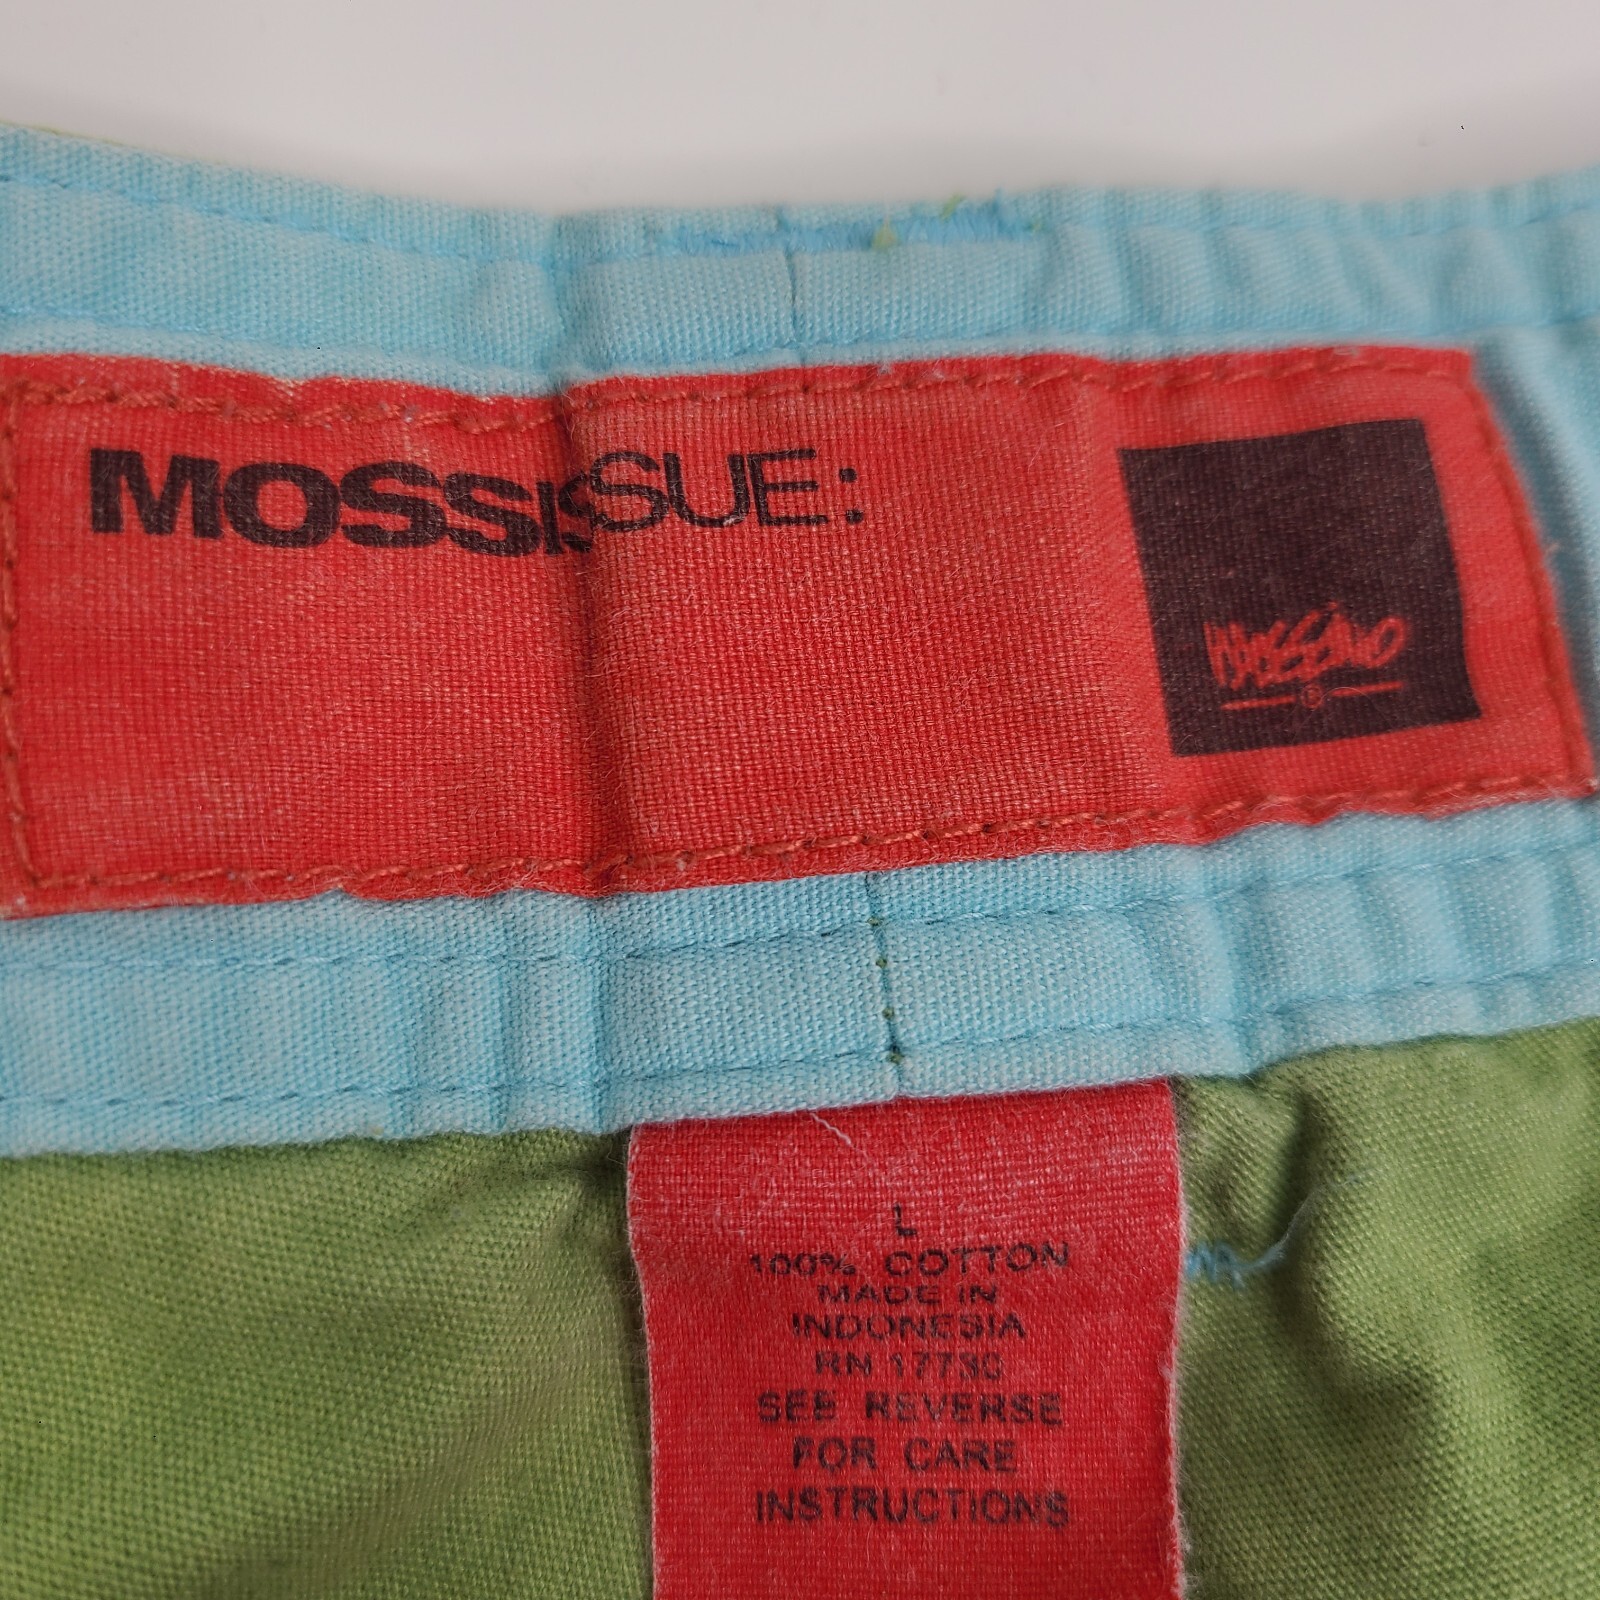 MOSSISSUE:
MOSSIMO
®
L
100% COTTON
MADE IN
INDONESIA
RN 17730
SEE REVERSE
FOR CARE
INSTRUCTIONS